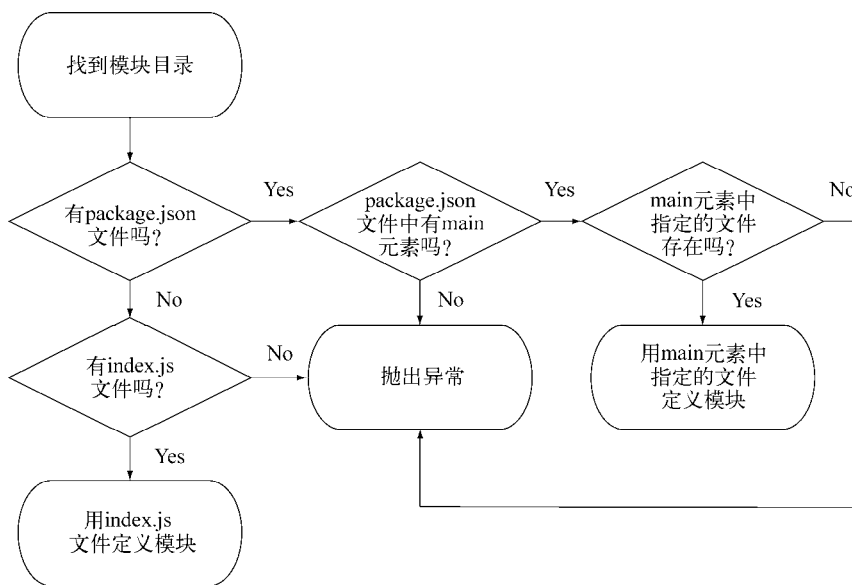 找到模块目录
有package.json
文件吗？
Yes
package.json
文件中有main
元素吗？
Yes
main元素中
指定的文件
存在吗？
No
No
No
Yes
有index.js
文件吗？
No
抛出异常
用main元素中
指定的文件
定义模块
Yes
用index.js
文件定义模块